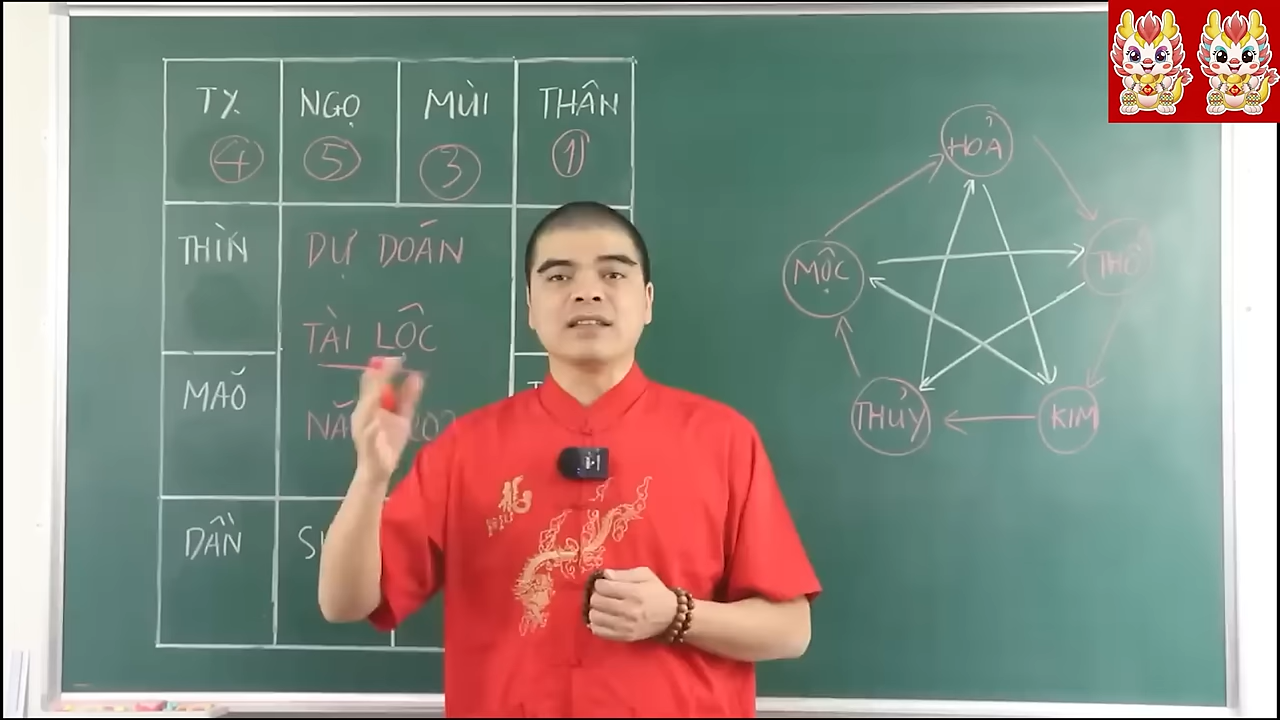 TỴ NGỌ MÙI THÂN
4 5 3 1
THÌN
DỰ ĐOÁN
TÀI LỘC
MÃO
DẦN
HỎA
MỘC
THỔ
THỦY
KIM